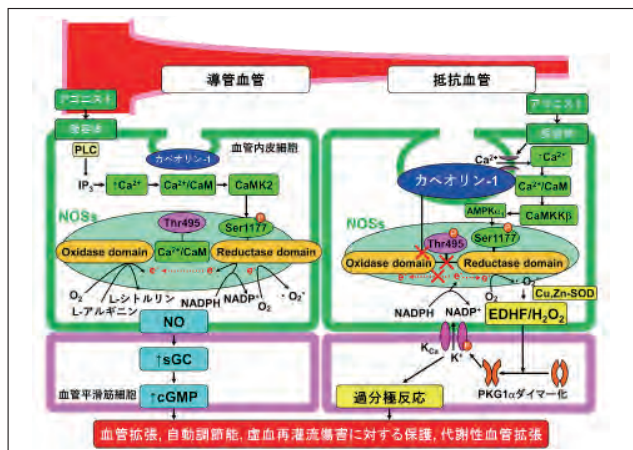 導管血管
抵抗血管
アゴニスト
受容体
PLC
IP3
↑Ca2+
Ca2+/CaM
CaMK2
カベオリン-1
血管内皮細胞
NOSs
Thr495
Ser1177
P
Oxidase domain
Ca2+/CaM
Reductase domain
e-
e-
O2
L-シトルリン
L-アルギニン
NADPH
NADP+
O2
・O2-
NO
↑sGC
↑cGMP
血管平滑筋細胞
アゴニスト
受容体
Ca2+
↑Ca2+
カベオリン-1
Ca2+/CaM
CaMKKβ
AMPKα1
NOSs
Thr495
P
Ser1177
P
Oxidase domain
Reductase domain
e-
e-
O2
・O2-
Cu,Zn-SOD
NADPH
NADP+
EDHF/H2O2
KCa
K+
P
過分極反応
PKG1αダイマー化
血管拡張, 自動調節能, 虚血再灌流傷害に対する保護, 代謝性血管拡張